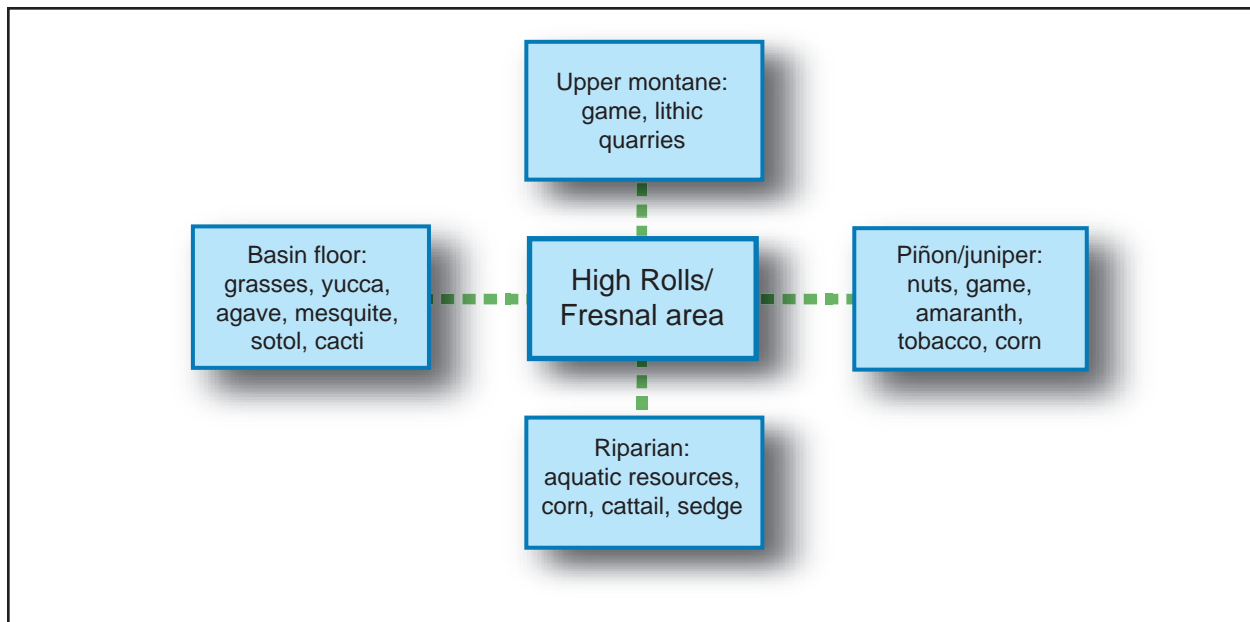 Upper montane:
game, lithic
quarries
Basin floor:
grasses, yucca,
agave, mesquite,
sotol, cacti
High Rolls/
Fresnal area
Piñon/juniper:
nuts, game,
amaranth,
tobacco, corn
Riparian:
aquatic resources,
corn, cattail, sedge